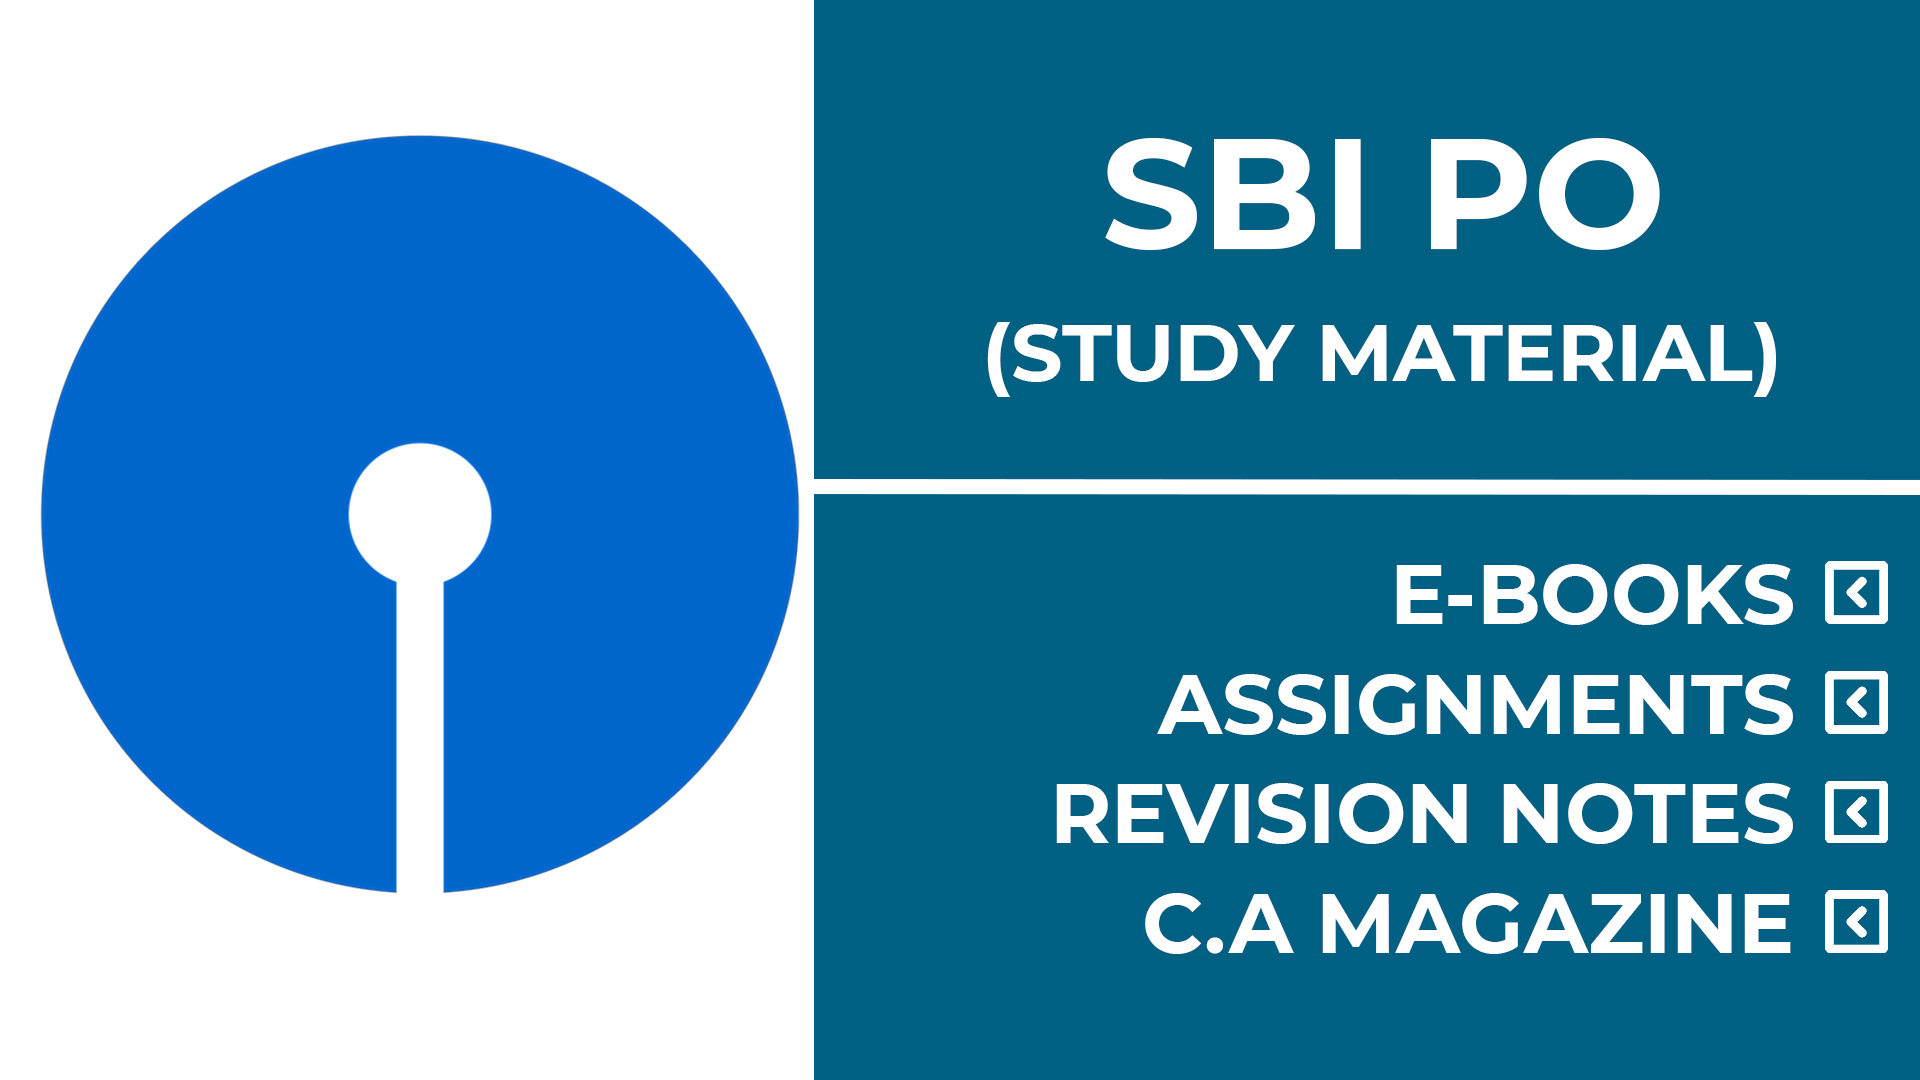 SBI PO
(STUDY MATERIAL)
E-BOOKS
ASSIGNMENTS
REVISION NOTES
C.A MAGAZINE